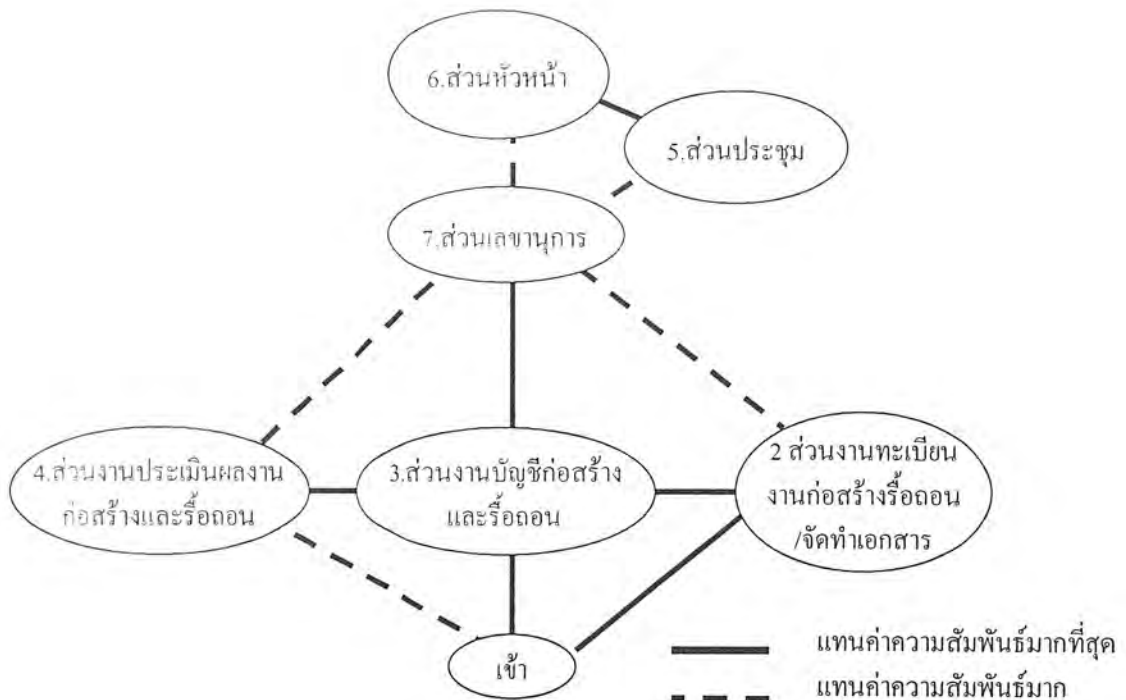 6.ส่วนหัวหน้า
5.ส่วนประชุม
7.ส่วนเลขานุการ
4.ส่วนงานประเมินผลงาน
ก่อสร้างและรื้อถอน
3.ส่วนงานบัญชีก่อสร้าง
และรื้อถอน
2 ส่วนงานทะเบียน
งานก่อสร้างรื้อถอน
/จัดทำเอกสาร
เข้า
แทนค่าความสัมพันธ์มากที่สุด
แทนค่าความสัมพันธ์มาก